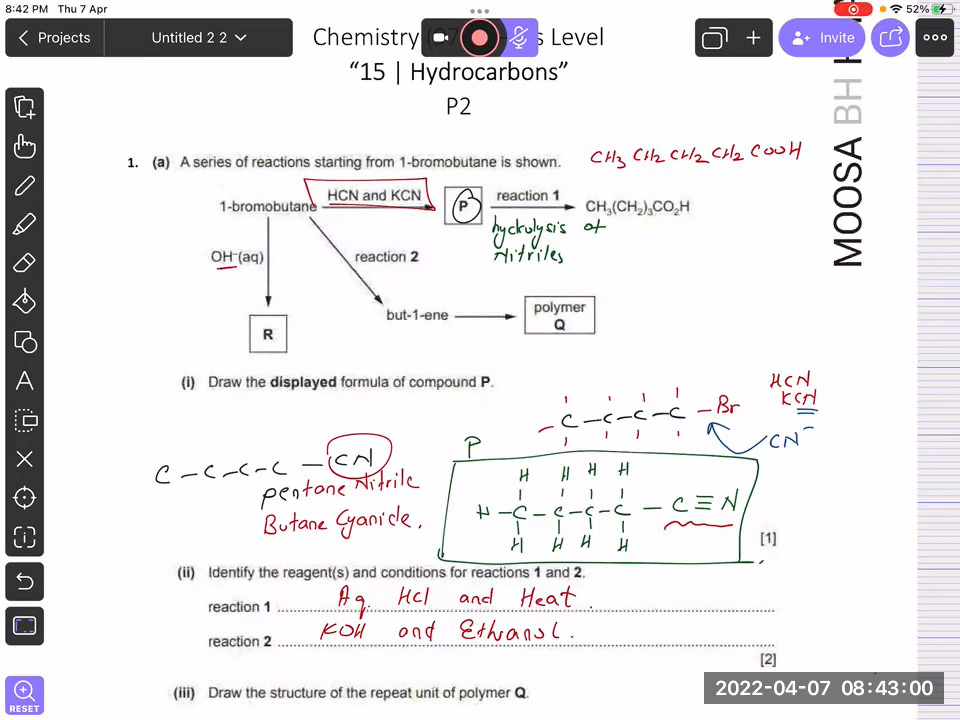 8:42 PM Thu 7 Apr
52%
Projects
Untitled 2 2
Invite
Chemistry
Level
“15 | Hydrocarbons”
P2
MOOSA BH
1. (a) A series of reactions starting from 1-bromobutane is shown.
CH3 CH2 CH2 CH2 COOH
HCN and KCN
reaction 1
1-bromobutane
P
CH₃(CH₂)₃CO₂H
hyckolysis of
Nitriles
OH⁻(aq)
reaction 2
but-1-ene
polymer
Q
R
(i) Draw the displayed formula of compound P.
HCN
KCN
CN⁻
C – C – C – C – Br
P
C – C – C – C – CN
pentane Nitrile
Butane Cyanide.
H H H H
H – C – C – C – C – C ≡ N
H H H H
[1]
(ii) Identify the reagent(s) and conditions for reactions 1 and 2.
reaction 1 Aq. HCl and Heat.
reaction 2 KOH and Ethanol.
[2]
(iii) Draw the structure of the repeat unit of polymer Q.
RESET
2022-04-07 08:43:00